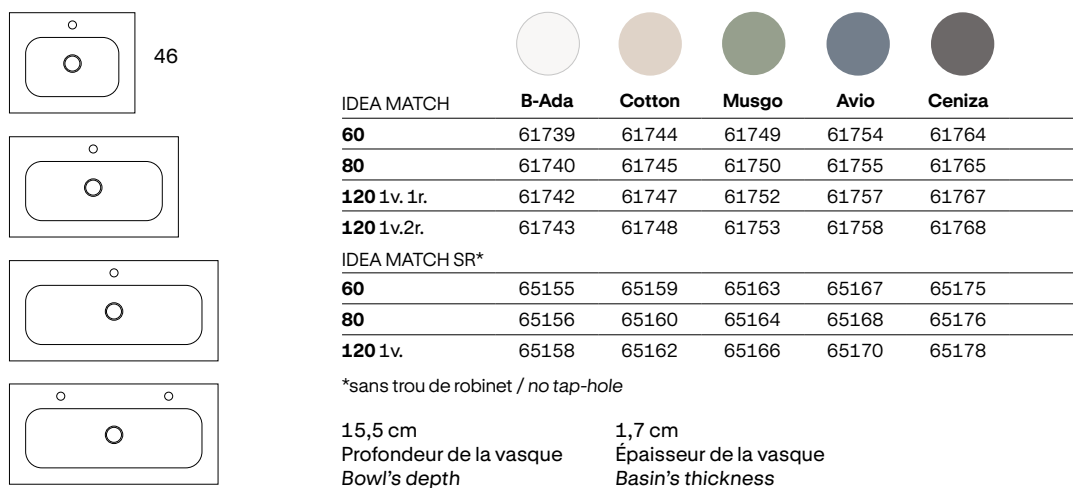 46
IDEA MATCH B-Ada Cotton Musgo Avio Ceniza
60 61739 61744 61749 61754 61764
80 61740 61745 61750 61755 61765
120 1v. 1r. 61742 61747 61752 61757 61767
120 1v.2r. 61743 61748 61753 61758 61768
IDEA MATCH SR*
60 65155 65159 65163 65167 65175
80 65156 65160 65164 65168 65176
120 1v. 65158 65162 65166 65170 65178
*sans trou de robinet / no tap-hole
15,5 cm
Profondeur de la vasque
Bowl's depth
1,7 cm
Épaisseur de la vasque
Basin's thickness